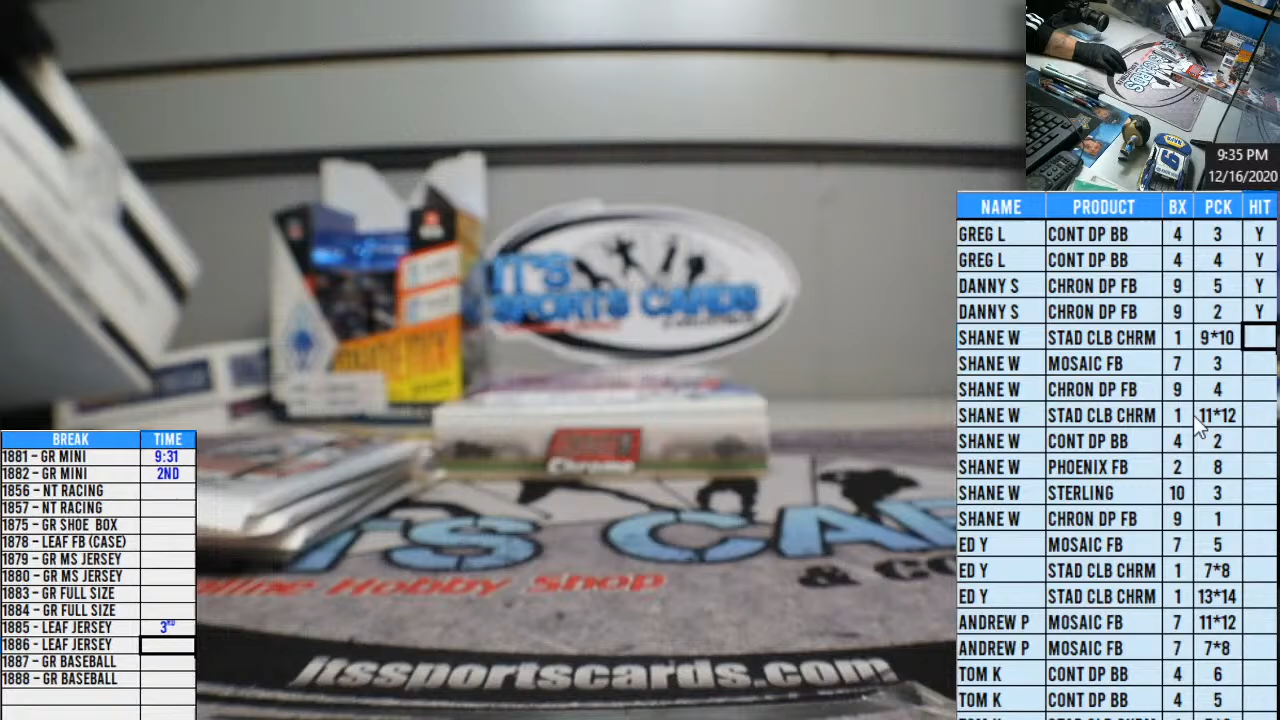 9:35 PM
12/16/2020
NAME PRODUCT BX PCK HIT
GREG L CONT DP BB 4 3 Y
GREG L CONT DP BB 4 4 Y
DANNY S CHRON DP FB 9 5 Y
DANNY S CHRON DP FB 9 2 Y
SHANE W STAD CLB CHRM 1 9*10
SHANE W MOSAIC FB 7 3
SHANE W CHRON DP FB 9 4
SHANE W STAD CLB CHRM 1 11*12
SHANE W CONT DP BB 4 2
SHANE W PHOENIX FB 2 8
SHANE W STERLING 10 3
SHANE W CHRON DP FB 9 1
ED Y MOSAIC FB 7 5
ED Y STAD CLB CHRM 1 7*8
ED Y STAD CLB CHRM 1 13*14
ANDREW P MOSAIC FB 7 11*12
ANDREW P MOSAIC FB 7 7*8
TOM K CONT DP BB 4 6
TOM K CONT DP BB 4 5
BREAK TIME
1881 - GR MINI 9:31
1882 - GR MINI 2ND
1856 - NT RACING
1857 - NT RACING
1875 - GR SHOE BOX
1878 - LEAF FB (CASE)
1879 - GR MS JERSEY
1880 - GR MS JERSEY
1883 - GR FULL SIZE
1884 - GR FULL SIZE
1885 - LEAF JERSEY 3RD
1886 - LEAF JERSEY
1887 - GR BASEBALL
1888 - GR BASEBALL
JT'S
SPORTS CARDS
Chrome
TS CAR
nline Hobby Shop
& CO
jtssportscards.com